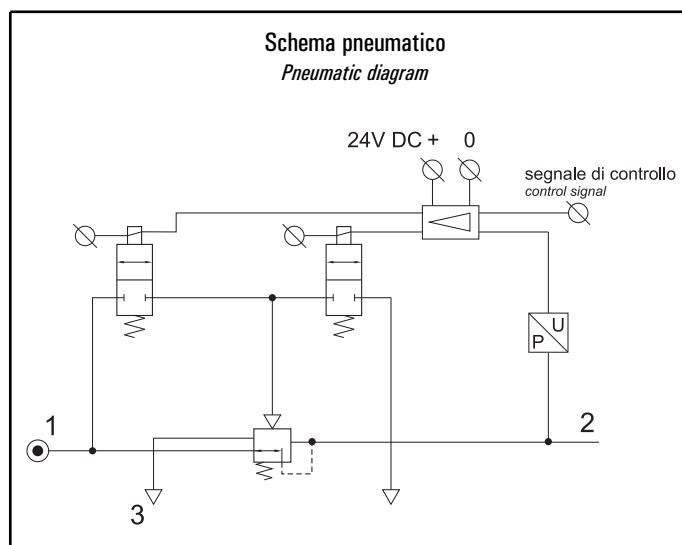 Schema pneumatico
Pneumatic diagram
24V DC + 0
segnale di controllo
control signal
U
P
1
2
3